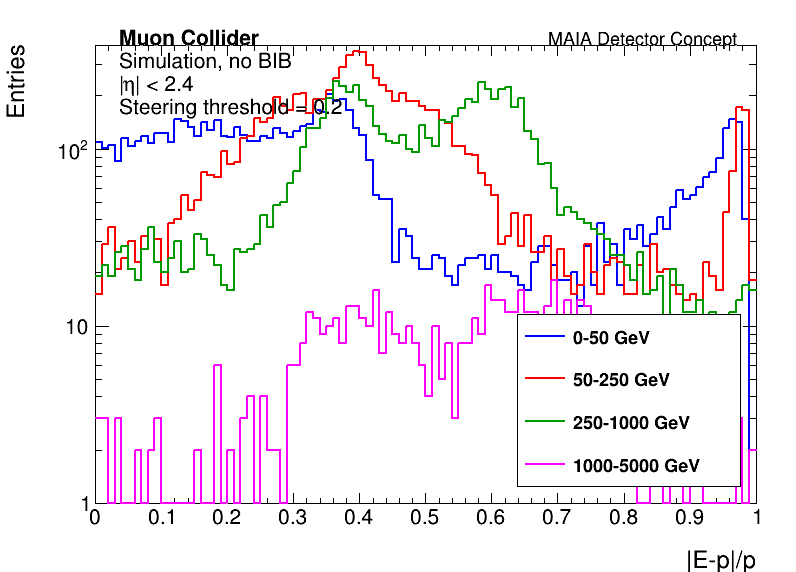 Muon Collider
MAIA Detector Concept
Simulation, no BIB
|η| < 2.4
Steering threshold = 0.2
Entries
10²
10
1
0 0.1 0.2 0.3 0.4 0.5 0.6 0.7 0.8 0.9 1
|E-p|/p
0-50 GeV
50-250 GeV
250-1000 GeV
1000-5000 GeV